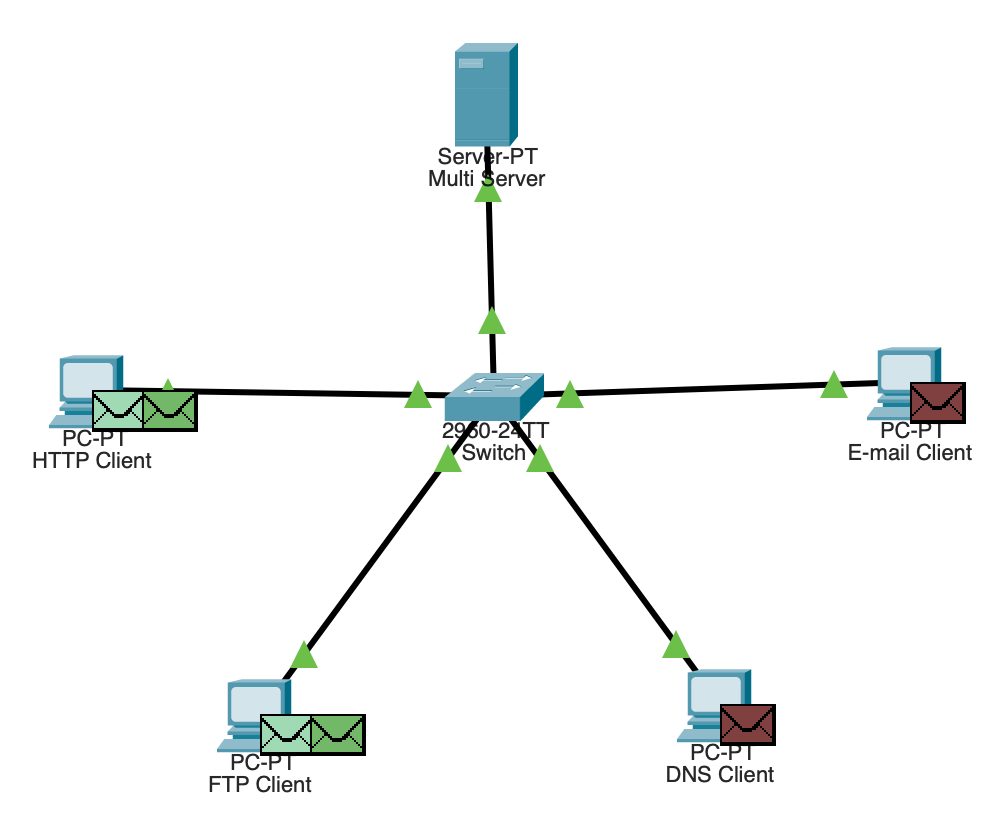 Server-PT
Multi Server
PC-PT
HTTP Client
2950-24TT
Switch
PC-PT
E-mail Client
PC-PT
FTP Client
PC-PT
DNS Client